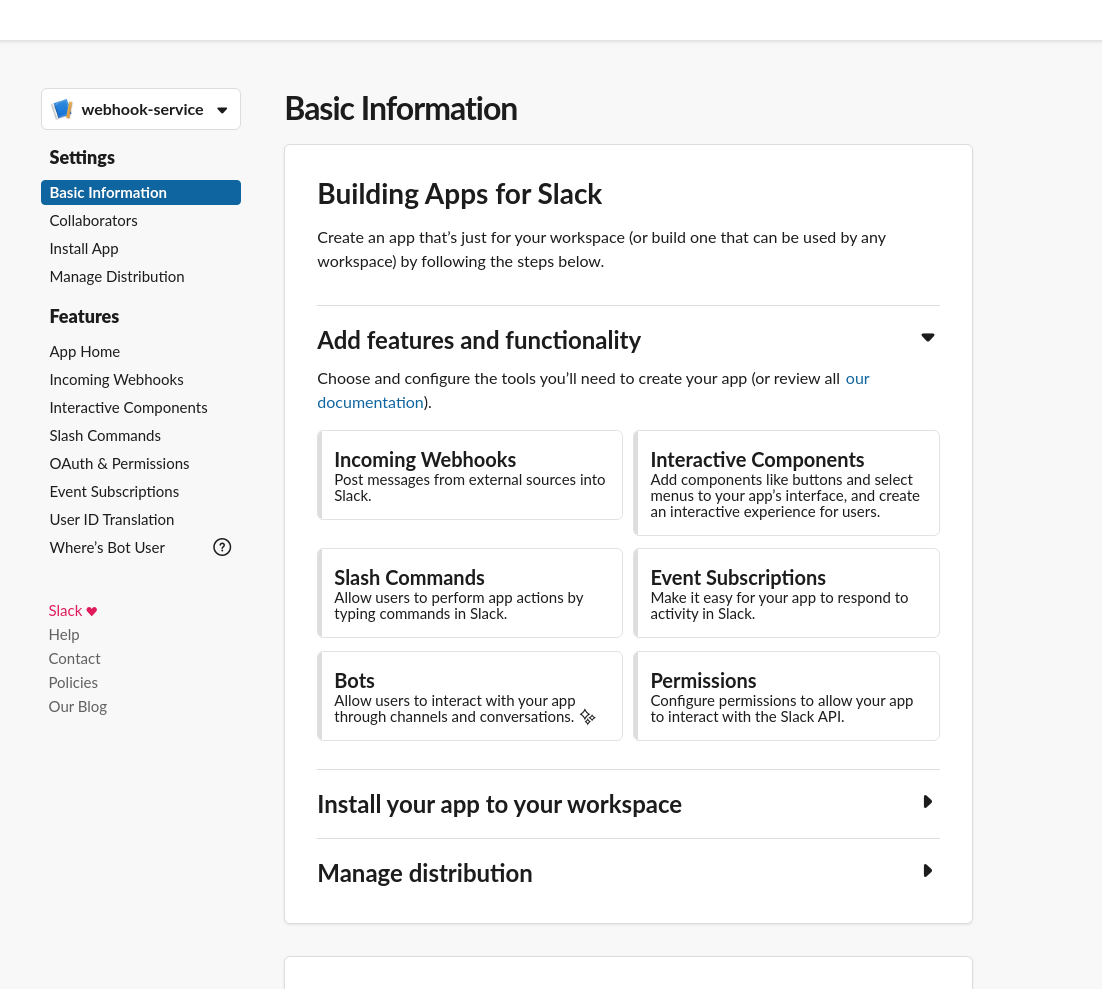 webhook-service
Settings
Basic Information
Collaborators
Install App
Manage Distribution
Features
App Home
Incoming Webhooks
Interactive Components
Slash Commands
OAuth & Permissions
Event Subscriptions
User ID Translation
Where’s Bot User
?
Slack ♥
Help
Contact
Policies
Our Blog
Basic Information
Building Apps for Slack
Create an app that’s just for your workspace (or build one that can be used by any
workspace) by following the steps below.
Add features and functionality
Choose and configure the tools you’ll need to create your app (or review all our
documentation).
Incoming Webhooks
Post messages from external sources into
Slack.
Interactive Components
Add components like buttons and select
menus to your app’s interface, and create
an interactive experience for users.
Slash Commands
Allow users to perform app actions by
typing commands in Slack.
Event Subscriptions
Make it easy for your app to respond to
activity in Slack.
Bots
Allow users to interact with your app
through channels and conversations.
Permissions
Configure permissions to allow your app
to interact with the Slack API.
Install your app to your workspace
Manage distribution